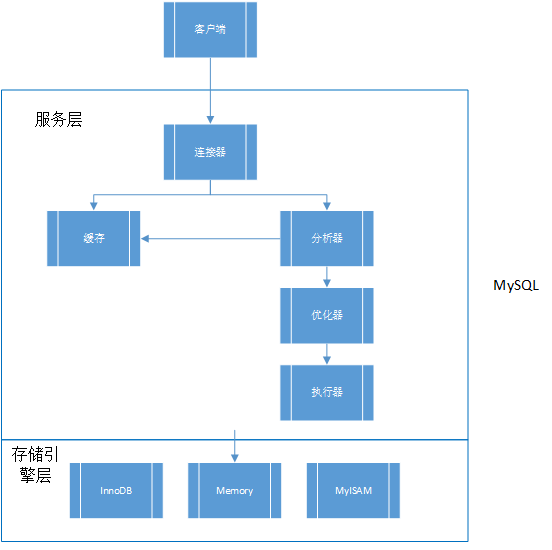 客户端
服务层
连接器
缓存
分析器
MySQL
优化器
执行器
存储引
擎层
InnoDB
Memory
MyISAM